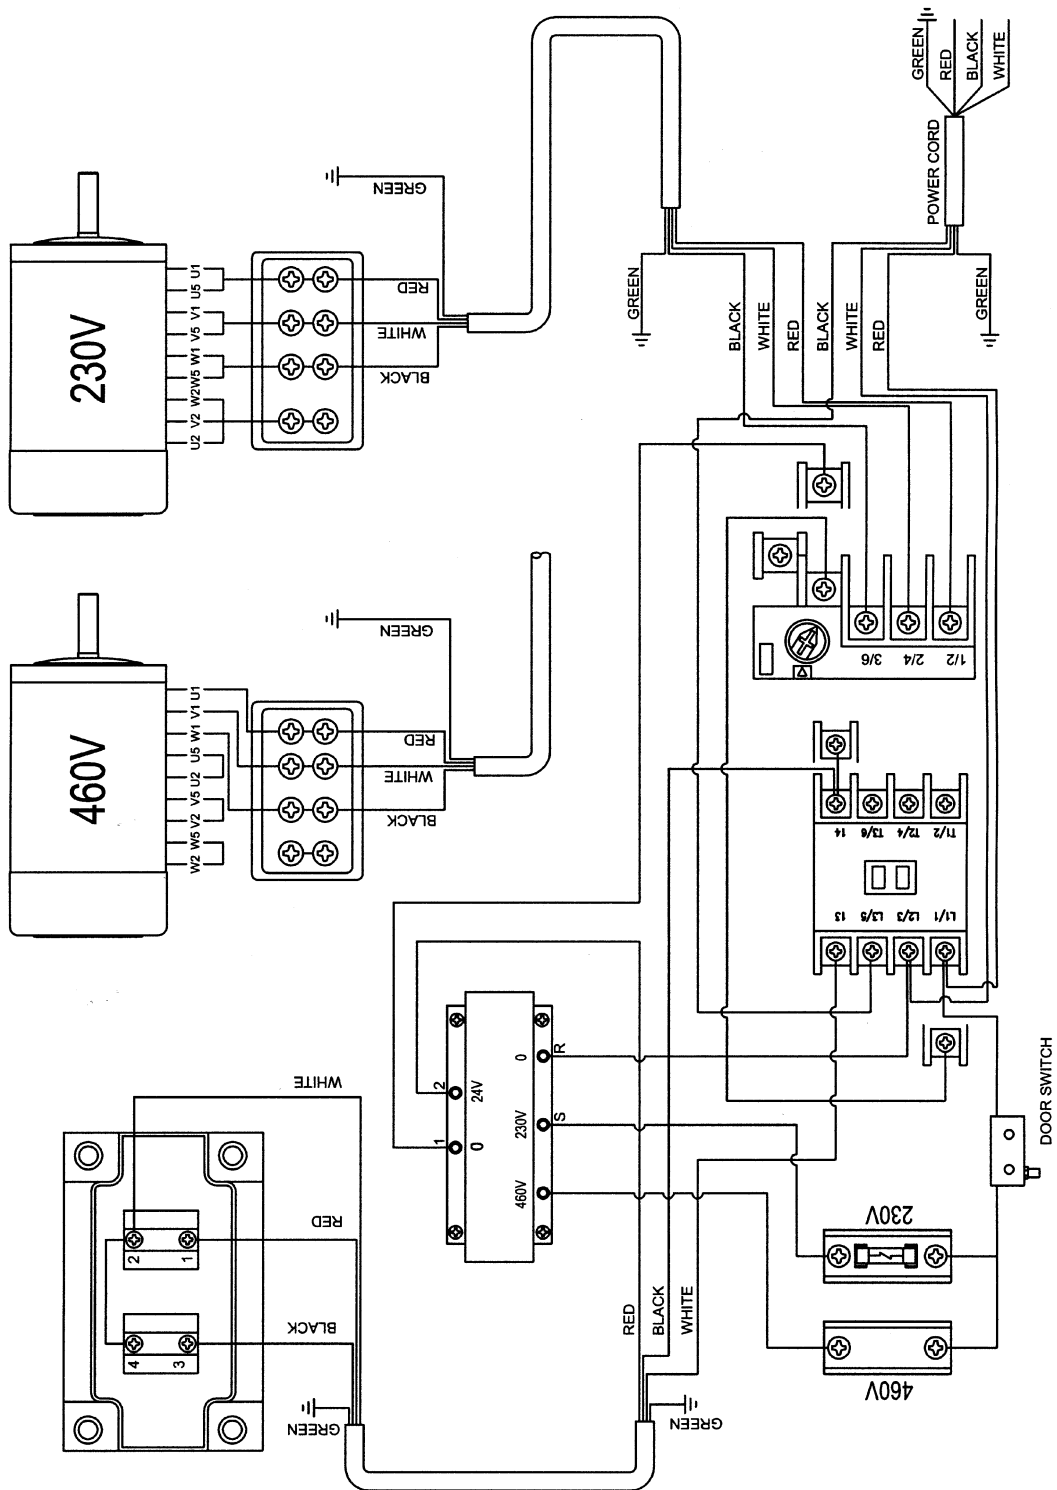 GREEN
RED
BLACK
WHITE
POWER CORD
230V
U1
U5
V1
V5
W1
W5
W2
V2
U2
GREEN
RED
WHITE
BLACK
GREEN
BLACK
WHITE
RED
BLACK
WHITE
RED
GREEN
460V
U1
V1
W1
U5
U2
V5
V2
W5
W2
GREEN
RED
WHITE
BLACK
3/6
2/4
1/2
14
T3/6
T2/4
T1/2
13
L3/5
L2/3
L1/1
2
1
24V
0
0
230V
460V
R
S
WHITE
RED
BLACK
2
1
4
3
GREEN
RED
BLACK
WHITE
GREEN
230V
460V
DOOR SWITCH